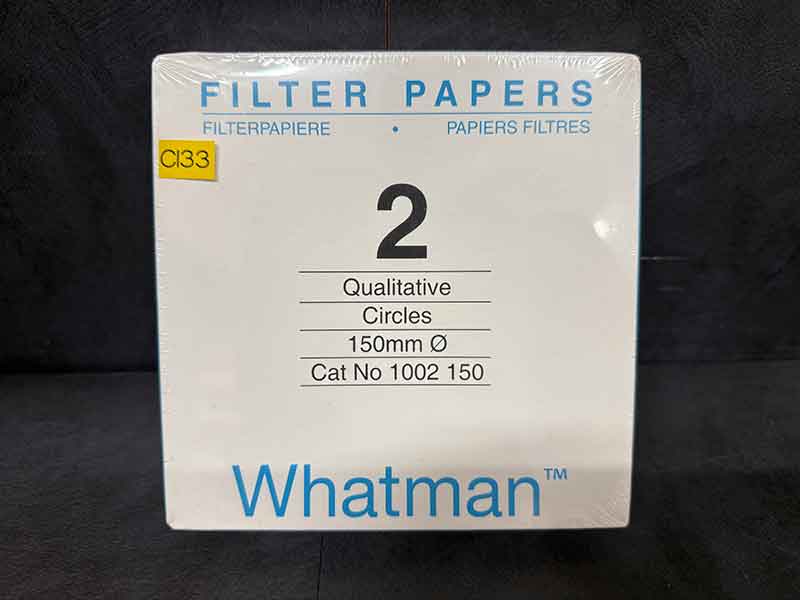 FILTER PAPERS
FILTERPAPIERE • PAPIERS FILTRES
C133
2
Qualitative
Circles
150mm Ø
Cat No 1002 150
Whatman™